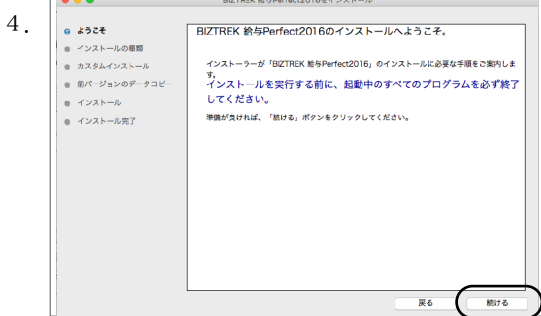 BIZTREK 給与Perfect2016をインストール
4.
ようこそ
インストールの種類
カスタムインストール
前バージョンのデータコピー
インストール
インストール完了
BIZTREK 給与Perfect2016のインストールへようこそ。
インストーラーが「BIZTREK 給与Perfect2016」のインストールに必要な手順をご案内しま
す。
インストールを実行する前に、起動中のすべてのプログラムを必ず終了
してください。
準備が良ければ、「続ける」ボタンをクリックしてください。
戻る
続ける